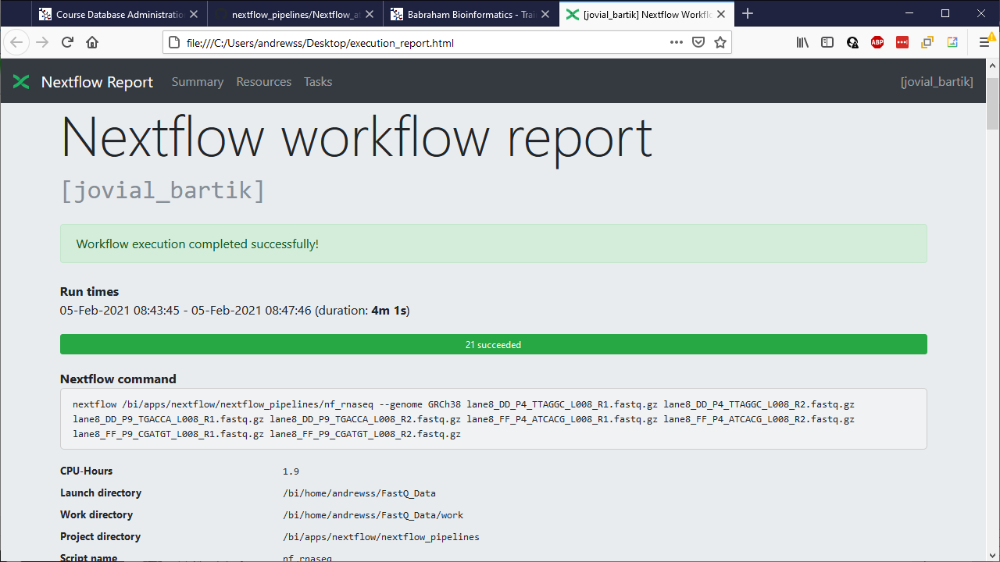 Course Database Administration
nextflow_pipelines/Nextflow_a
Babraham Bioinformatics - Trai
[jovial_bartik] Nextflow Workflo
file:///C:/Users/andrewss/Desktop/execution_report.html
ABP
Nextflow Report Summary Resources Tasks [jovial_bartik]
Nextflow workflow report
[jovial_bartik]
Workflow execution completed successfully!
Run times
05-Feb-2021 08:43:45 - 05-Feb-2021 08:47:46 (duration: 4m 1s)
21 succeeded
Nextflow command
nextflow /bi/apps/nextflow/nextflow_pipelines/nf_rnaseq --genome GRCh38 lane8_DD_P4_TTAGGC_L008_R1.fastq.gz lane8_DD_P4_TTAGGC_L008_R2.fastq.gz
lane8_DD_P9_TGACCA_L008_R1.fastq.gz lane8_DD_P9_TGACCA_L008_R2.fastq.gz lane8_FF_P4_ATCACG_L008_R1.fastq.gz lane8_FF_P4_ATCACG_L008_R2.fastq.gz
lane8_FF_P9_CGATGT_L008_R1.fastq.gz lane8_FF_P9_CGATGT_L008_R2.fastq.gz
CPU-Hours 1.9
Launch directory /bi/home/andrewss/FastQ_Data
Work directory /bi/home/andrewss/FastQ_Data/work
Project directory /bi/apps/nextflow/nextflow_pipelines
Script name nf_rnaseq